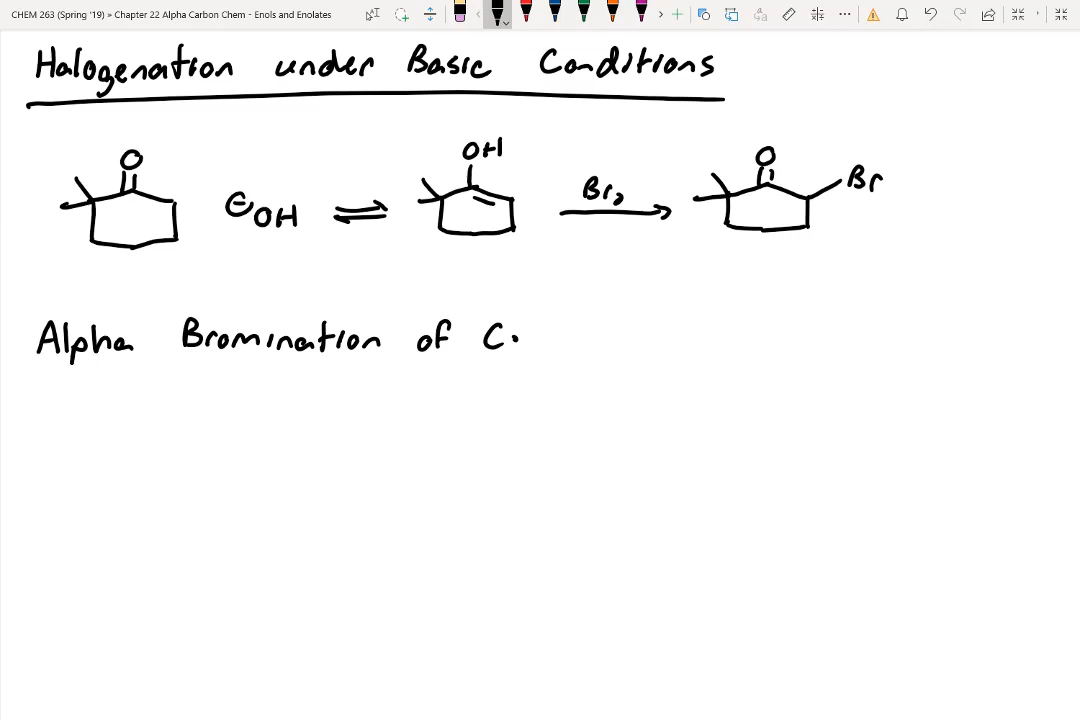 CHEM 263 (Spring '19) » Chapter 22 Alpha Carbon Chem - Enols and Enolates
Halogenation under Basic Conditions
O
OH
O
Br
⊖OH ⇌
Br₂
Alpha Bromination of C.